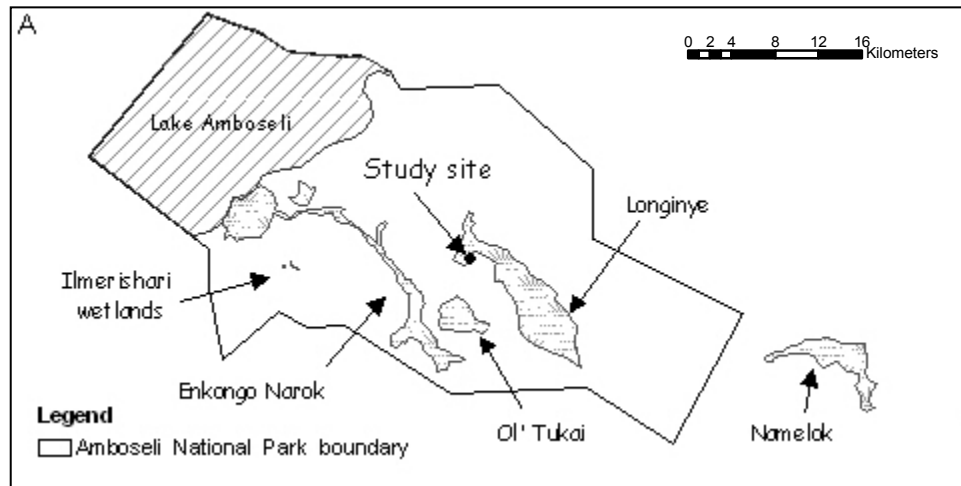 A
0 2 4 8 12 16
Kilometers
Lake Amboseli
Study site
Longinye
Ilmerishari
wetlands
Enkongo Narok
Ol' Tukai
Namelok
Legend
Amboseli National Park boundary